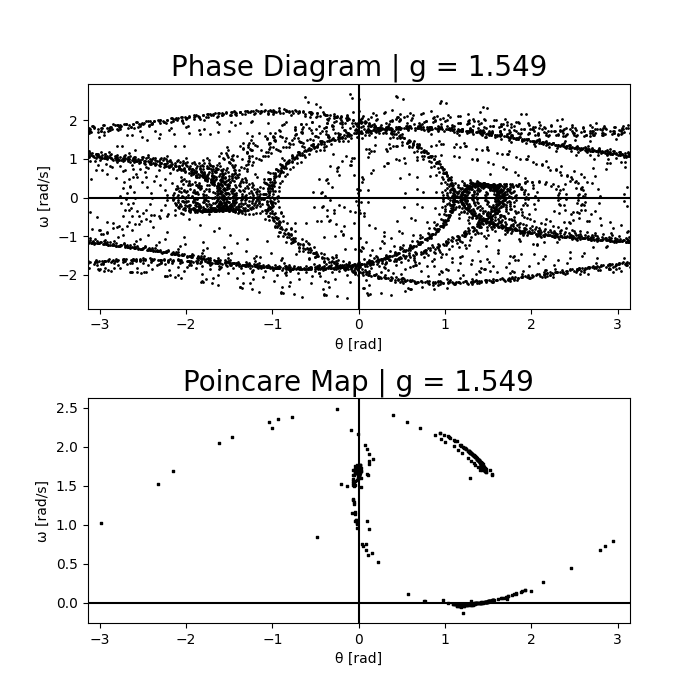 Phase Diagram | g = 1.549
ω [rad/s]
2
1
0
−1
−2
−3 −2 −1 0 1 2 3
θ [rad]
Poincare Map | g = 1.549
ω [rad/s]
2.5
2.0
1.5
1.0
0.5
0.0
−3 −2 −1 0 1 2 3
θ [rad]